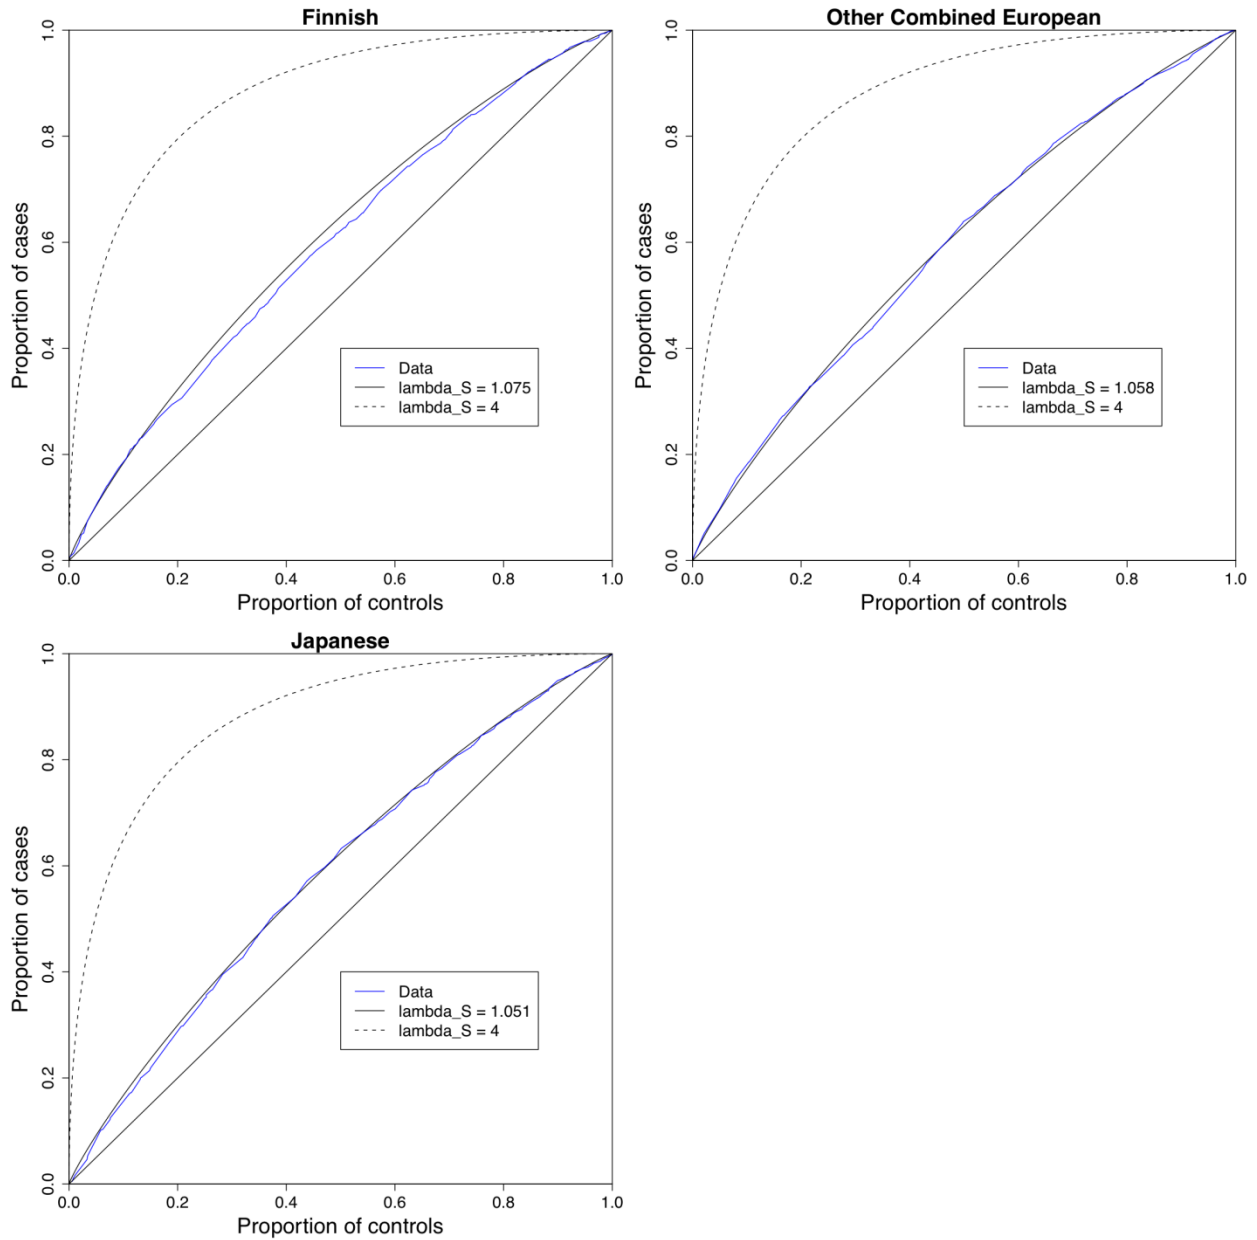 Finnish
Proportion of cases
1.0
0.8
0.6
0.4
0.2
0.0
Data
lambda_S = 1.075
lambda_S = 4
0.0 0.2 0.4 0.6 0.8 1.0
Proportion of controls
Other Combined European
Proportion of cases
1.0
0.8
0.6
0.4
0.2
0.0
Data
lambda_S = 1.058
lambda_S = 4
0.0 0.2 0.4 0.6 0.8 1.0
Proportion of controls
Japanese
Proportion of cases
1.0
0.8
0.6
0.4
0.2
0.0
Data
lambda_S = 1.051
lambda_S = 4
0.0 0.2 0.4 0.6 0.8 1.0
Proportion of controls